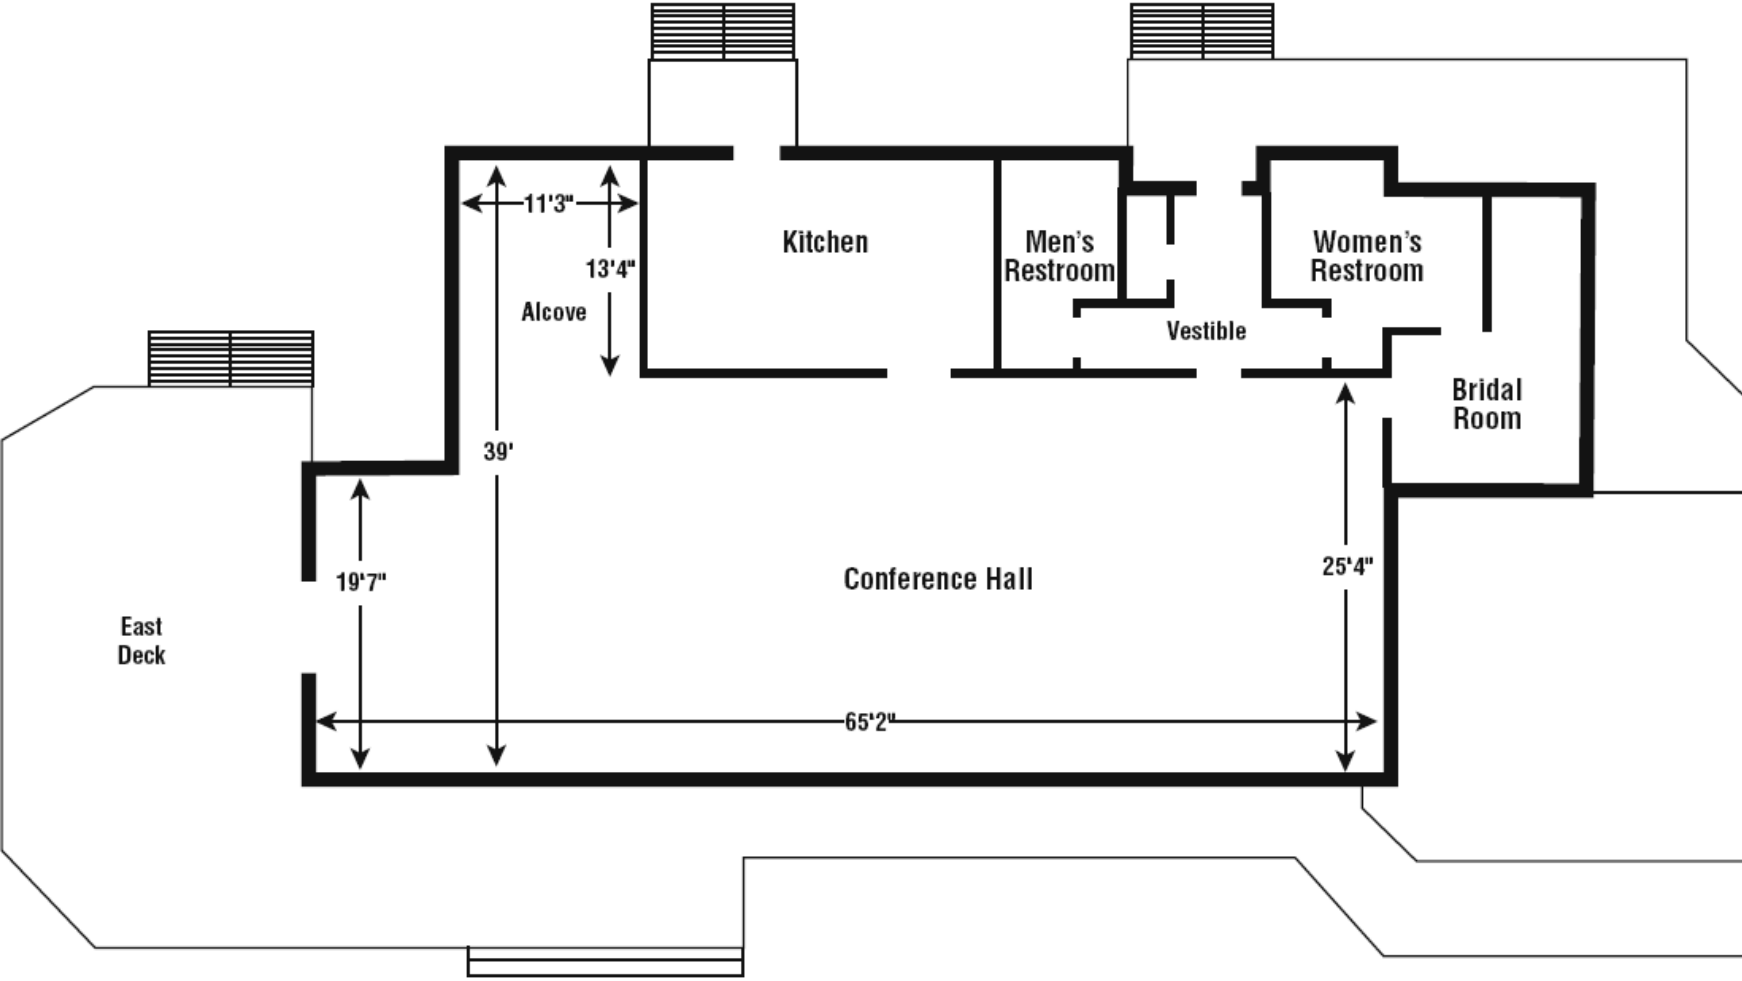 11'3"
Kitchen
Men's
Restroom
Women's
Restroom
13'4"
Alcove
Vestible
Bridal
Room
39'
25'4"
19'7"
Conference Hall
East
Deck
65'2"